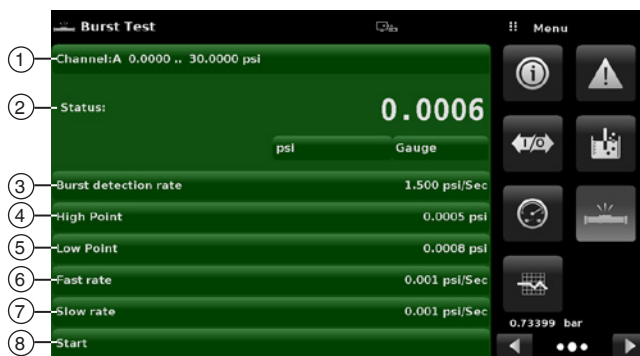 Burst Test
Menu
1 Channel:A 0.0000 .. 30.0000 psi
2 Status: 0.0006
psi Gauge
I/O
3 Burst detection rate 1.500 psi/Sec
4 High Point 0.0005 psi
5 Low Point 0.0008 psi
6 Fast rate 0.001 psi/Sec
7 Slow rate 0.001 psi/Sec
0.73399 bar
8 Start